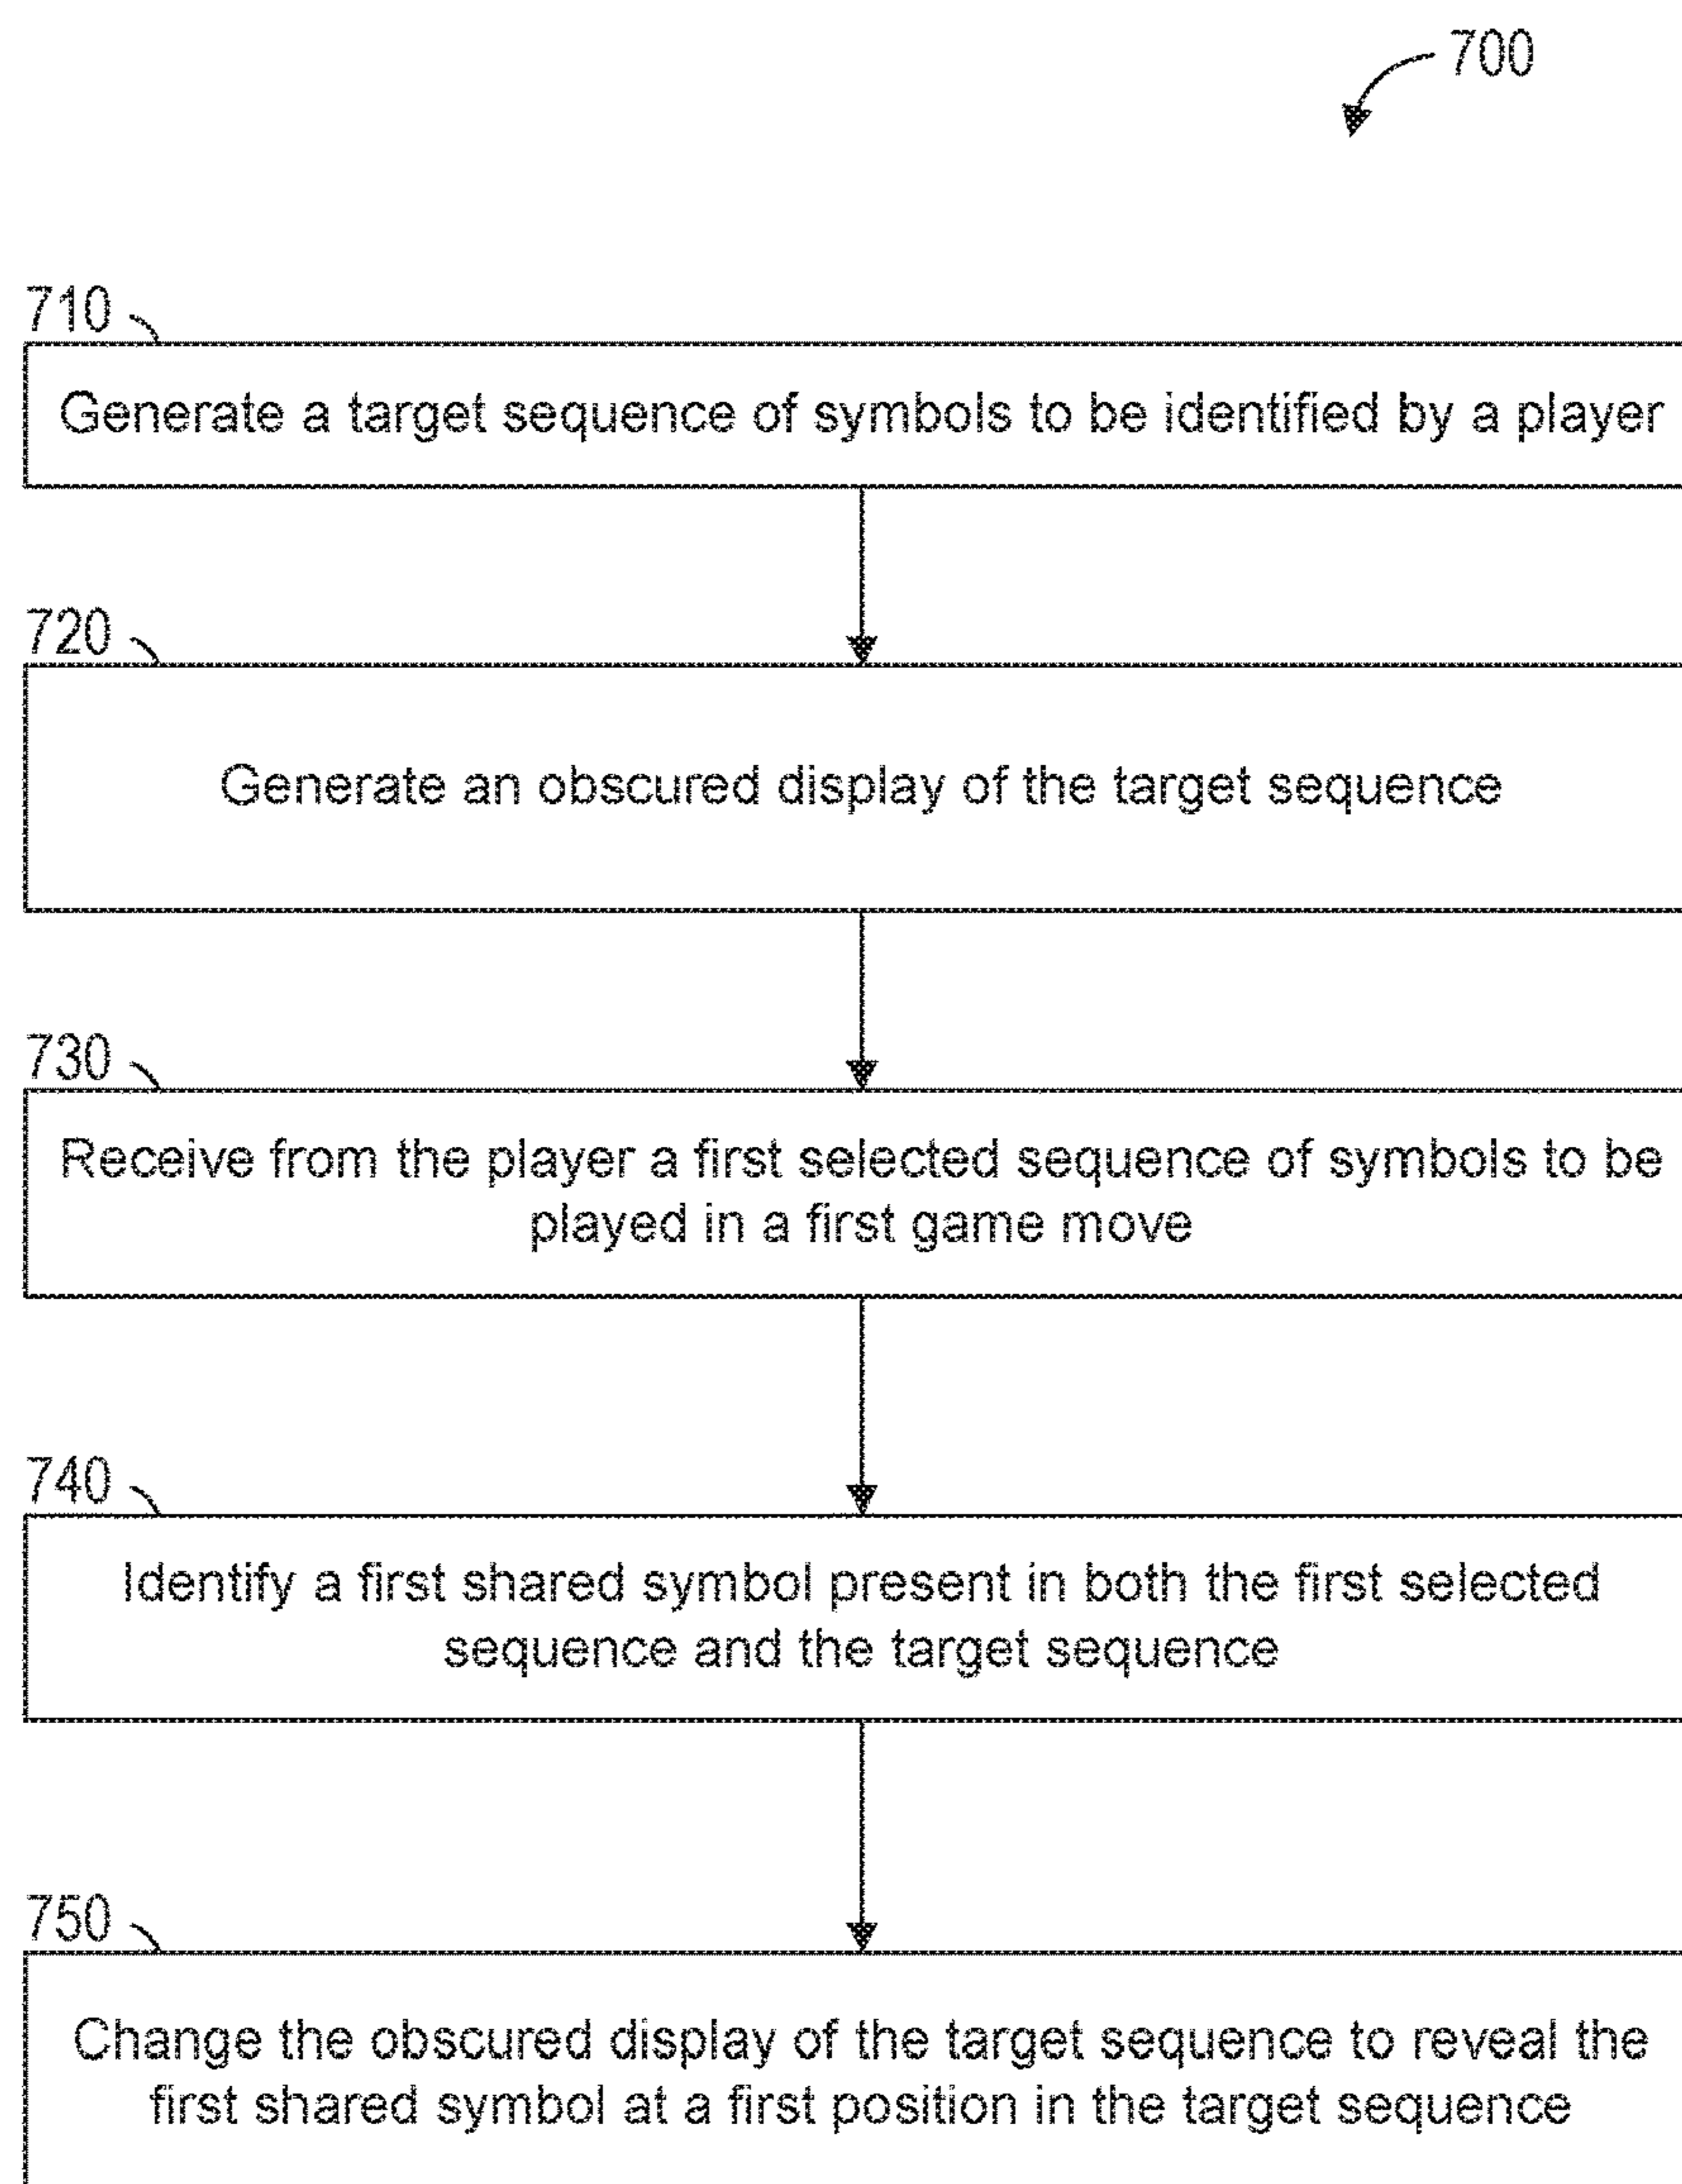 700
710
Generate a target sequence of symbols to be identified by a player
720
Generate an obscured display of the target sequence
730
Receive from the player a first selected sequence of symbols to be
played in a first game move
740
Identify a first shared symbol present in both the first selected
sequence and the target sequence
750
Change the obscured display of the target sequence to reveal the
first shared symbol at a first position in the target sequence